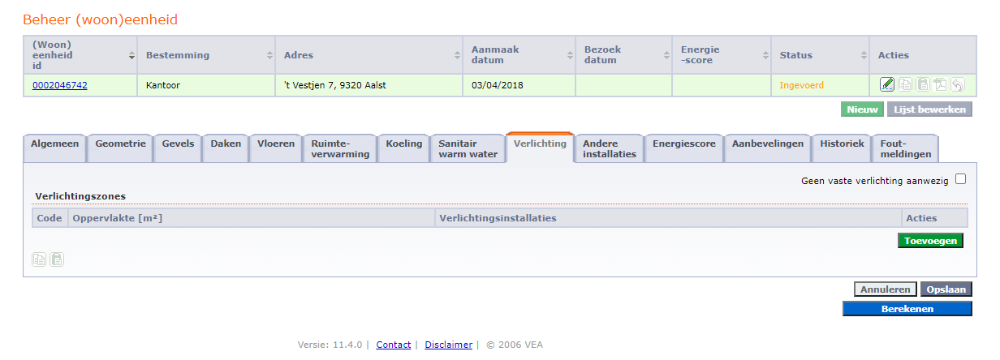 Beheer (woon)eenheid
(Woon)
eenheid
id
Bestemming
Adres
Aanmaak
datum
Bezoek
datum
Energie
-score
Status
Acties
0002046742
Kantoor
't Vestjen 7, 9320 Aalst
03/04/2018
Ingevoerd
Nieuw
Lijst bewerken
Algemeen
Geometrie
Gevels
Daken
Vloeren
Ruimte-
verwarming
Koeling
Sanitair
warm water
Verlichting
Andere
installaties
Energiescore
Aanbevelingen
Historiek
Fout-
meldingen
Geen vaste verlichting aanwezig
Verlichtingszones
Code
Oppervlakte [m²]
Verlichtingsinstallaties
Acties
Toevoegen
Annuleren
Opslaan
Berekenen
Versie: 11.4.0 | Contact | Disclaimer | © 2006 VEA